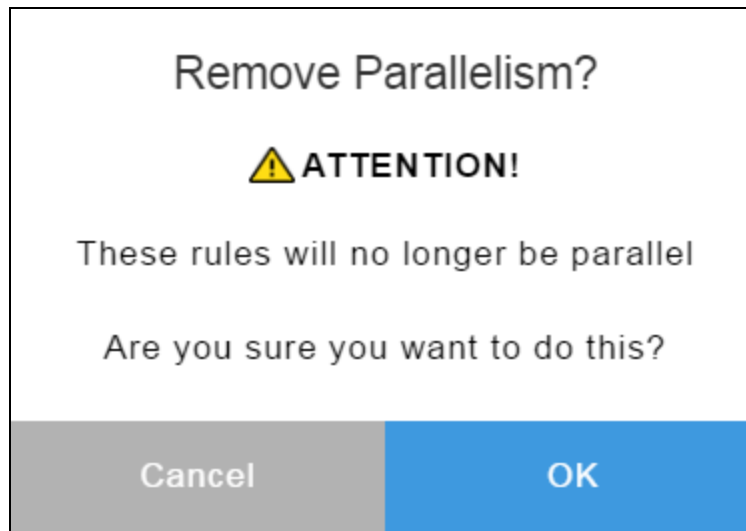 Remove Parallelism?
ATTENTION!
These rules will no longer be parallel
Are you sure you want to do this?
Cancel
OK